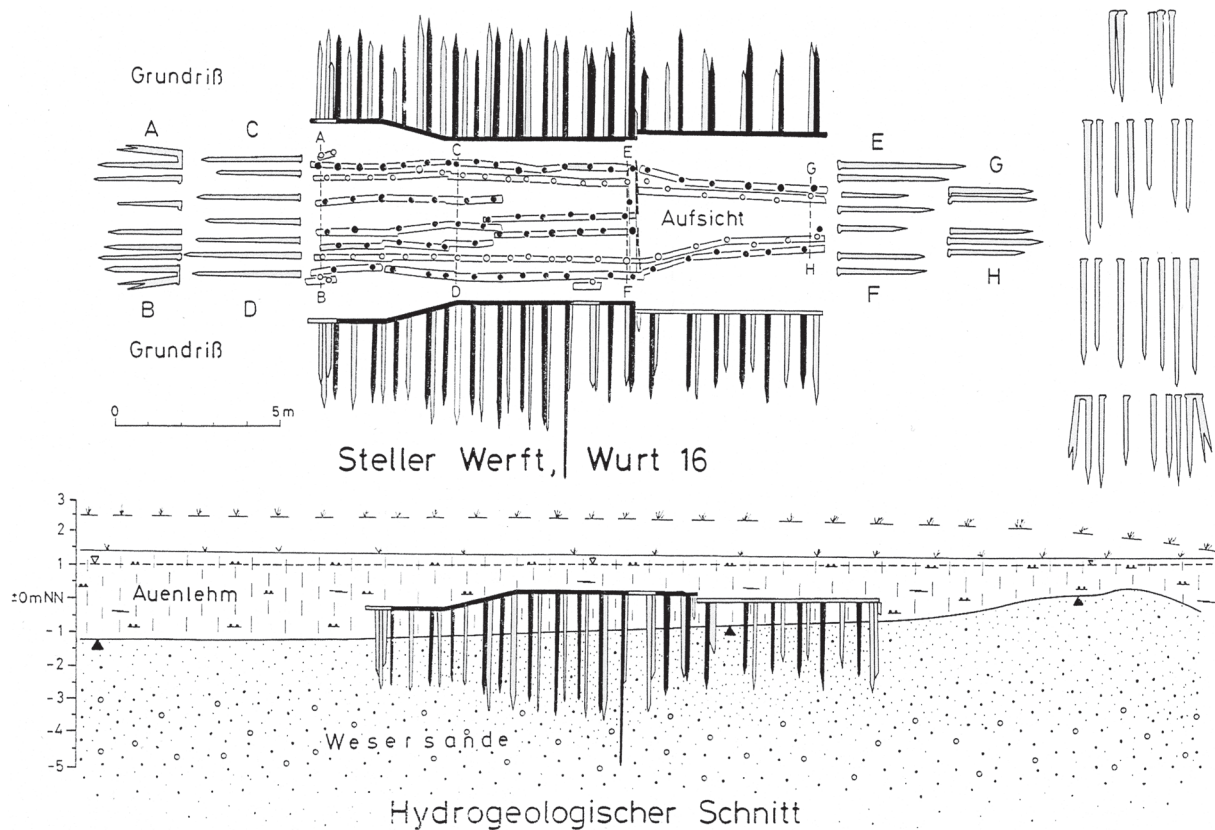 Grundriß
A C
A C E G
E
G
Aufsicht
B D F H
B D
F
H
Grundriß
0 5m
Steller Werft, Wurt 16
3
2
1
±0mNN
-1
-2
-3
-4
-5
Auenlehm
Wesersande
Hydrogeologischer Schnitt